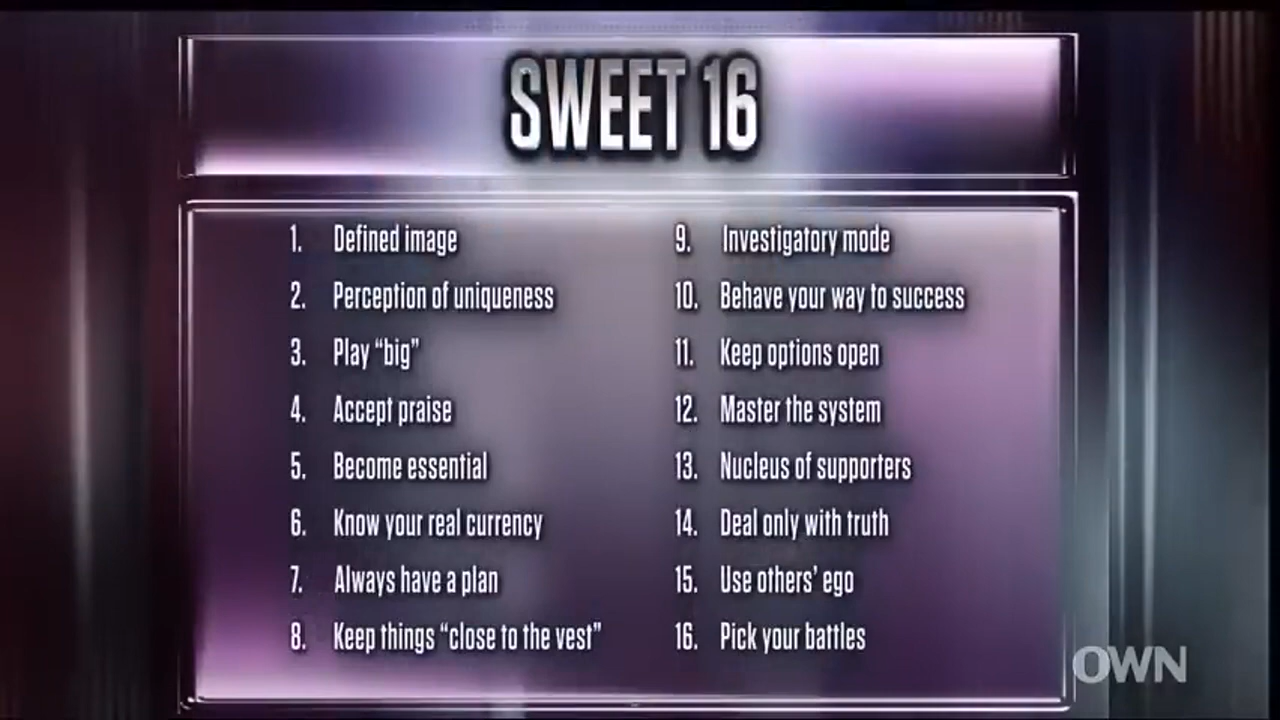 SWEET 16
1. Defined image
2. Perception of uniqueness
3. Play “big”
4. Accept praise
5. Become essential
6. Know your real currency
7. Always have a plan
8. Keep things “close to the vest”
9. Investigatory mode
10. Behave your way to success
11. Keep options open
12. Master the system
13. Nucleus of supporters
14. Deal only with truth
15. Use others’ ego
16. Pick your battles
OWN